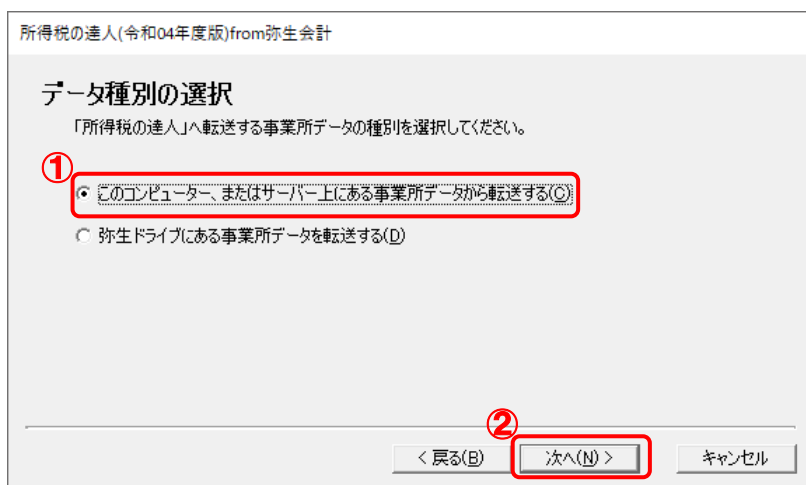 所得税の達人(令和04年度版)from弥生会計
データ種別の選択
「所得税の達人」へ転送する事業所データの種別を選択してください。
①
このコンピューター、またはサーバー上にある事業所データから転送する(C)
弥生ドライブにある事業所データを転送する(D)
②
< 戻る(B) 次へ(N) > キャンセル